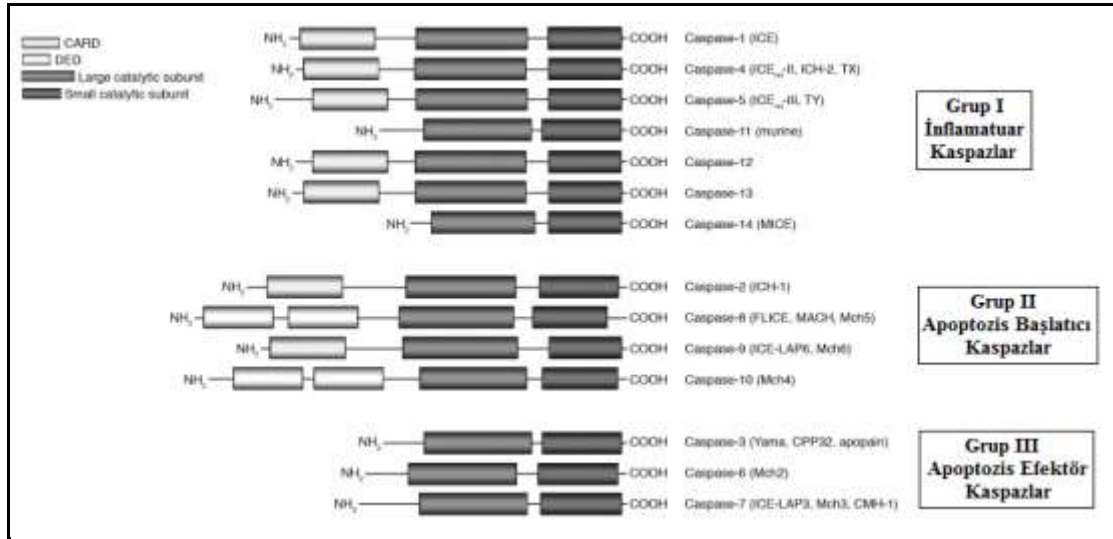 CARD
DED
Large catalytic subunit
Small catalytic subunit
NH2 COOH Caspase-1 (ICE)
NH2 COOH Caspase-4 (ICErel-II, ICH-2, TX)
NH2 COOH Caspase-5 (ICErel-III, TY)
NH2 COOH Caspase-11 (murine)
NH2 COOH Caspase-12
NH2 COOH Caspase-13
NH2 COOH Caspase-14 (MICE)
Grup I
İnflamatuar
Kaspazlar
NH2 COOH Caspase-2 (ICH-1)
NH2 COOH Caspase-8 (FLICE, MACH, Mch5)
NH2 COOH Caspase-9 (ICE-LAP6, Mch6)
NH2 COOH Caspase-10 (Mch4)
Grup II
Apoptozis Başlatıcı
Kaspazlar
NH2 COOH Caspase-3 (Yama, CPP32, apopain)
NH2 COOH Caspase-6 (Mch2)
NH2 COOH Caspase-7 (ICE-LAP3, Mch3, CMH-1)
Grup III
Apoptozis Efektör
Kaspazlar